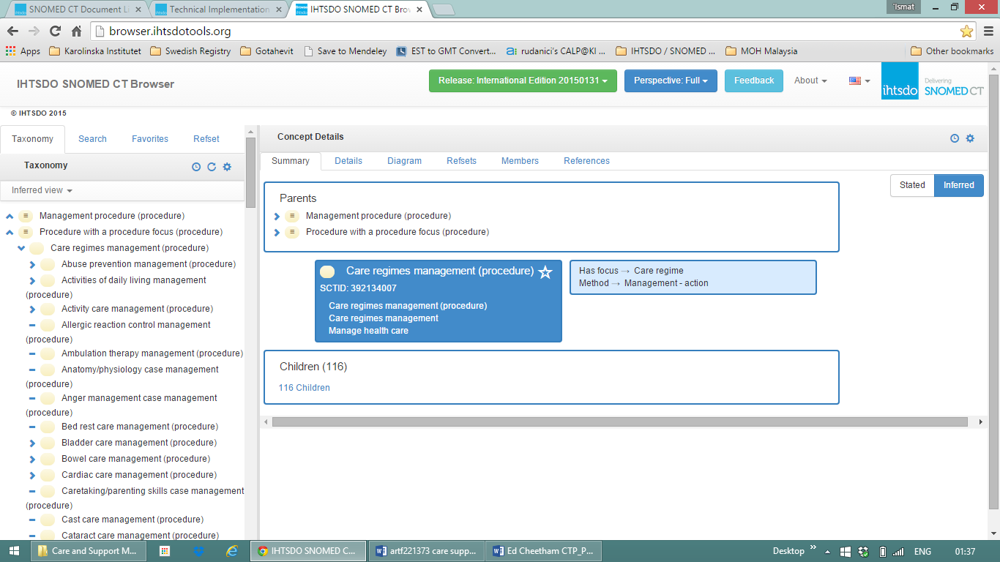 SNOMED CT Document Li
Technical Implementation
IHTSDO SNOMED CT Brow
'Ismat
browser.ihtsdotools.org
Apps
Karolinska Institutet
Swedish Registry
Gotahevit
Save to Mendeley
EST to GMT Convert...
rudanici's CALP@KI ...
IHTSDO / SNOMED ...
MOH Malaysia
Other bookmarks
IHTSDO SNOMED CT Browser
Release: International Edition 20150131
Perspective: Full
Feedback
About
ihtsdo
Delivering
SNOMED CT
© IHTSDO 2015
Taxonomy
Search
Favorites
Refset
Taxonomy
Inferred view
Management procedure (procedure)
Procedure with a procedure focus (procedure)
Care regimes management (procedure)
Abuse prevention management (procedure)
Activities of daily living management
(procedure)
Activity care management (procedure)
Allergic reaction control management
(procedure)
Ambulation therapy management (procedure)
Anatomy/physiology case management
(procedure)
Anger management case management
(procedure)
Bed rest care management (procedure)
Bladder care management (procedure)
Bowel care management (procedure)
Cardiac care management (procedure)
Caretaking/parenting skills case management
(procedure)
Cast care management (procedure)
Cataract care management (procedure)
Concept Details
Summary
Details
Diagram
Refsets
Members
References
Stated
Inferred
Parents
Management procedure (procedure)
Procedure with a procedure focus (procedure)
Care regimes management (procedure)
SCTID: 392134007
Care regimes management (procedure)
Care regimes management
Manage health care
Has focus → Care regime
Method → Management - action
Children (116)
116 Children
Care and Support M...
IHTSDO SNOMED C...
artf221373 care supp...
Ed Cheetham CTP_P...
Desktop
ENG
01:37